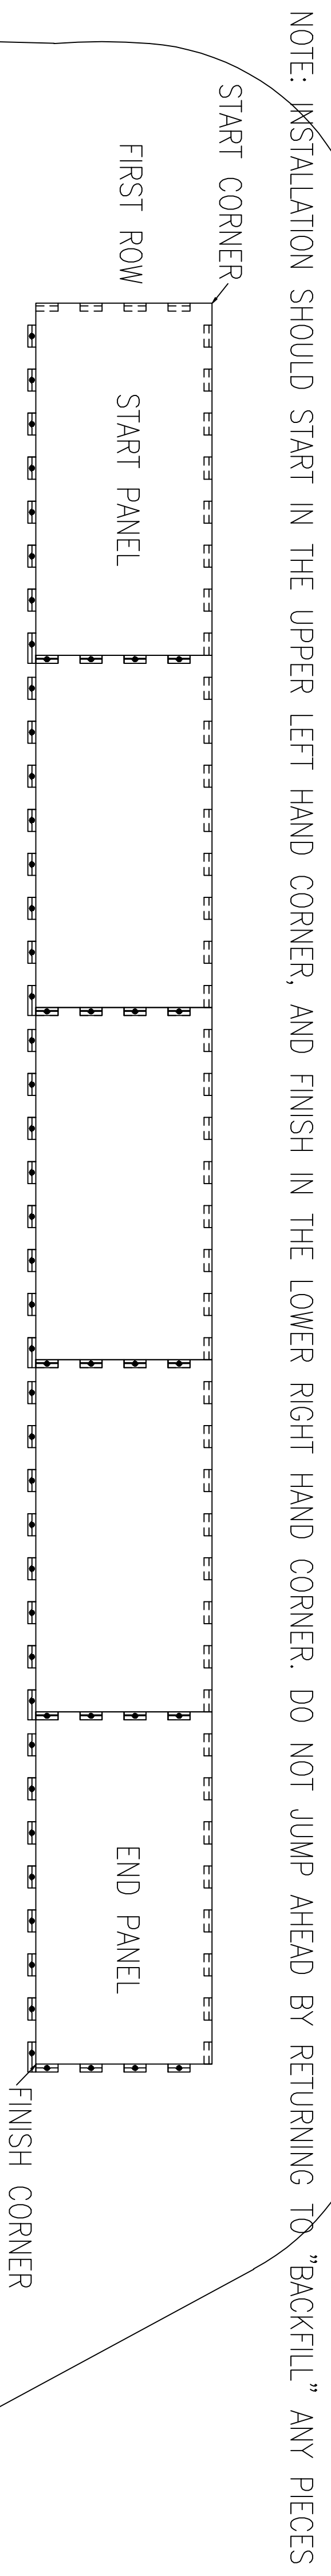 NOTE: INSTALLATION SHOULD START IN THE UPPER LEFT HAND CORNER, AND FINISH IN THE LOWER RIGHT HAND CORNER. DO NOT JUMP AHEAD BY RETURNING TO "BACKFILL" ANY PIECES
START CORNER
FIRST ROW
START PANEL
END PANEL
FINISH CORNER